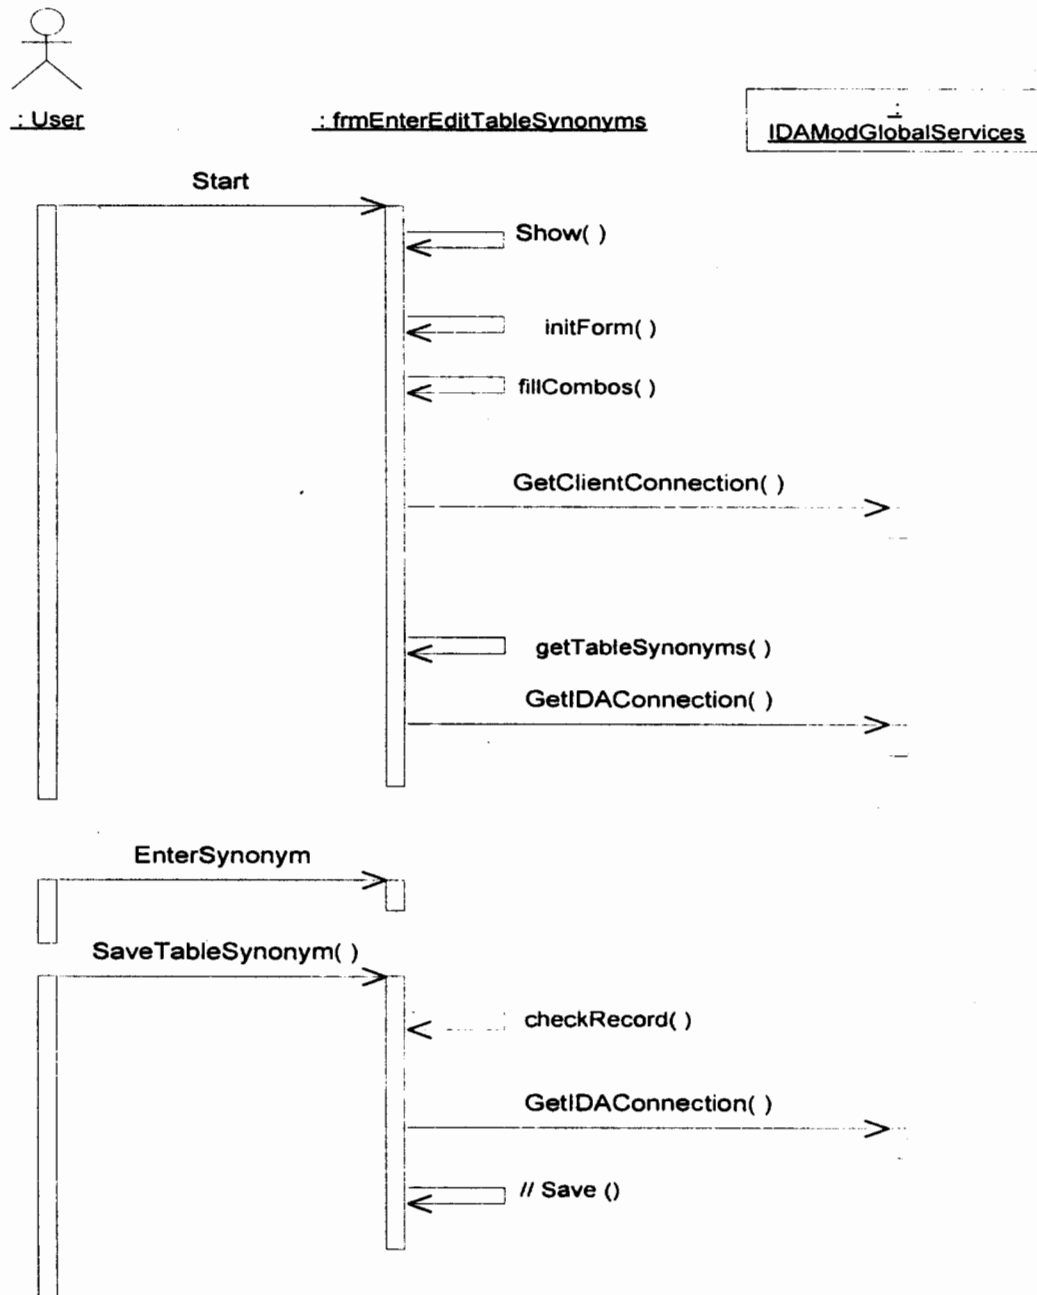 : User
: frmEnterEditTableSynonyms
:
IDAModGlobalServices
Start
Show( )
initForm( )
fillCombos( )
GetClientConnection( )
getTableSynonyms( )
GetIDAConnection( )
EnterSynonym
SaveTableSynonym( )
checkRecord( )
GetIDAConnection( )
// Save ()